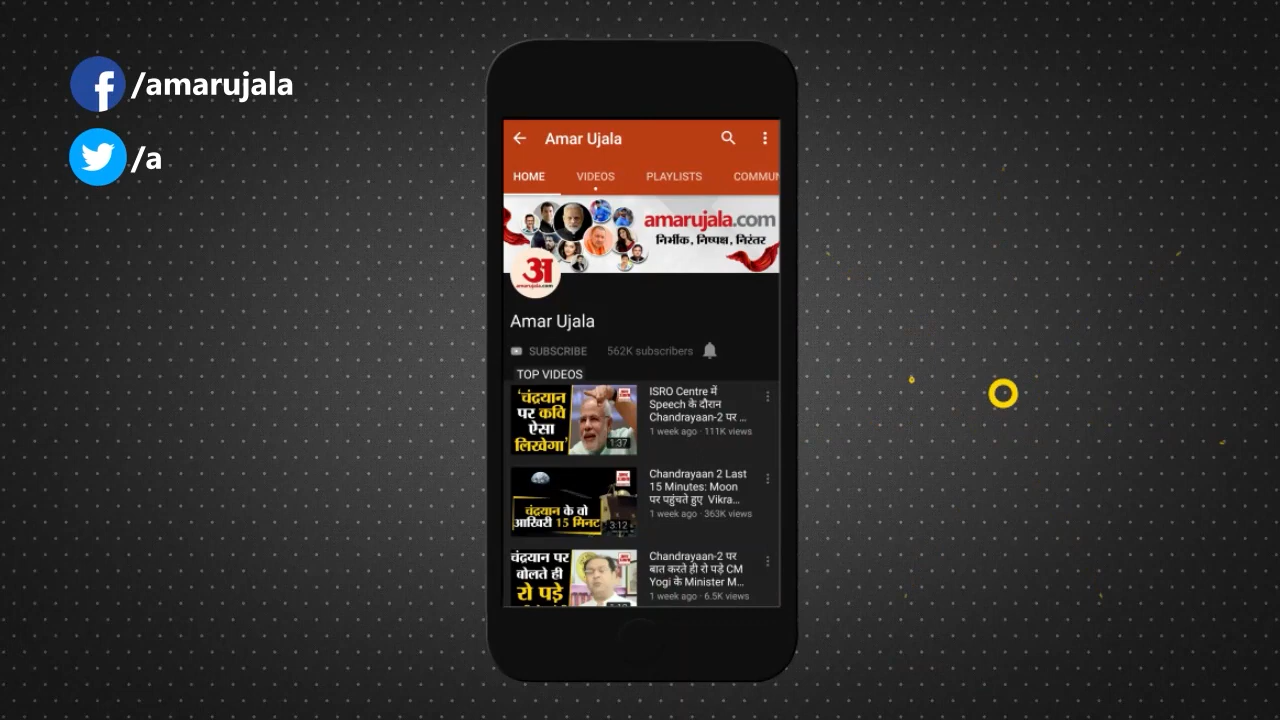 /amarujala
/a
Amar Ujala
HOME VIDEOS PLAYLISTS COMMUN
amarujala.com
निर्भीक, निष्पक्ष, निरंतर
अ
amarujala.com
Amar Ujala
SUBSCRIBE 562K subscribers
TOP VIDEOS
'चंद्रयान
पर कवि
ऐसा
लिखेगा'
1:37
ISRO Centre में
Speech के दौरान
Chandrayaan-2 पर ...
1 week ago · 111K views
चंद्रयान के वो
आखिरी 15 मिनट
3:12
Chandrayaan 2 Last
15 Minutes: Moon
पर पहुंचते हुए Vikra...
1 week ago · 363K views
चंद्रयान पर
बोलते ही
रो पड़े
Chandrayaan-2 पर
बात करते ही रो पड़े CM
Yogi के Minister M...
1 week ago · 6.5K views